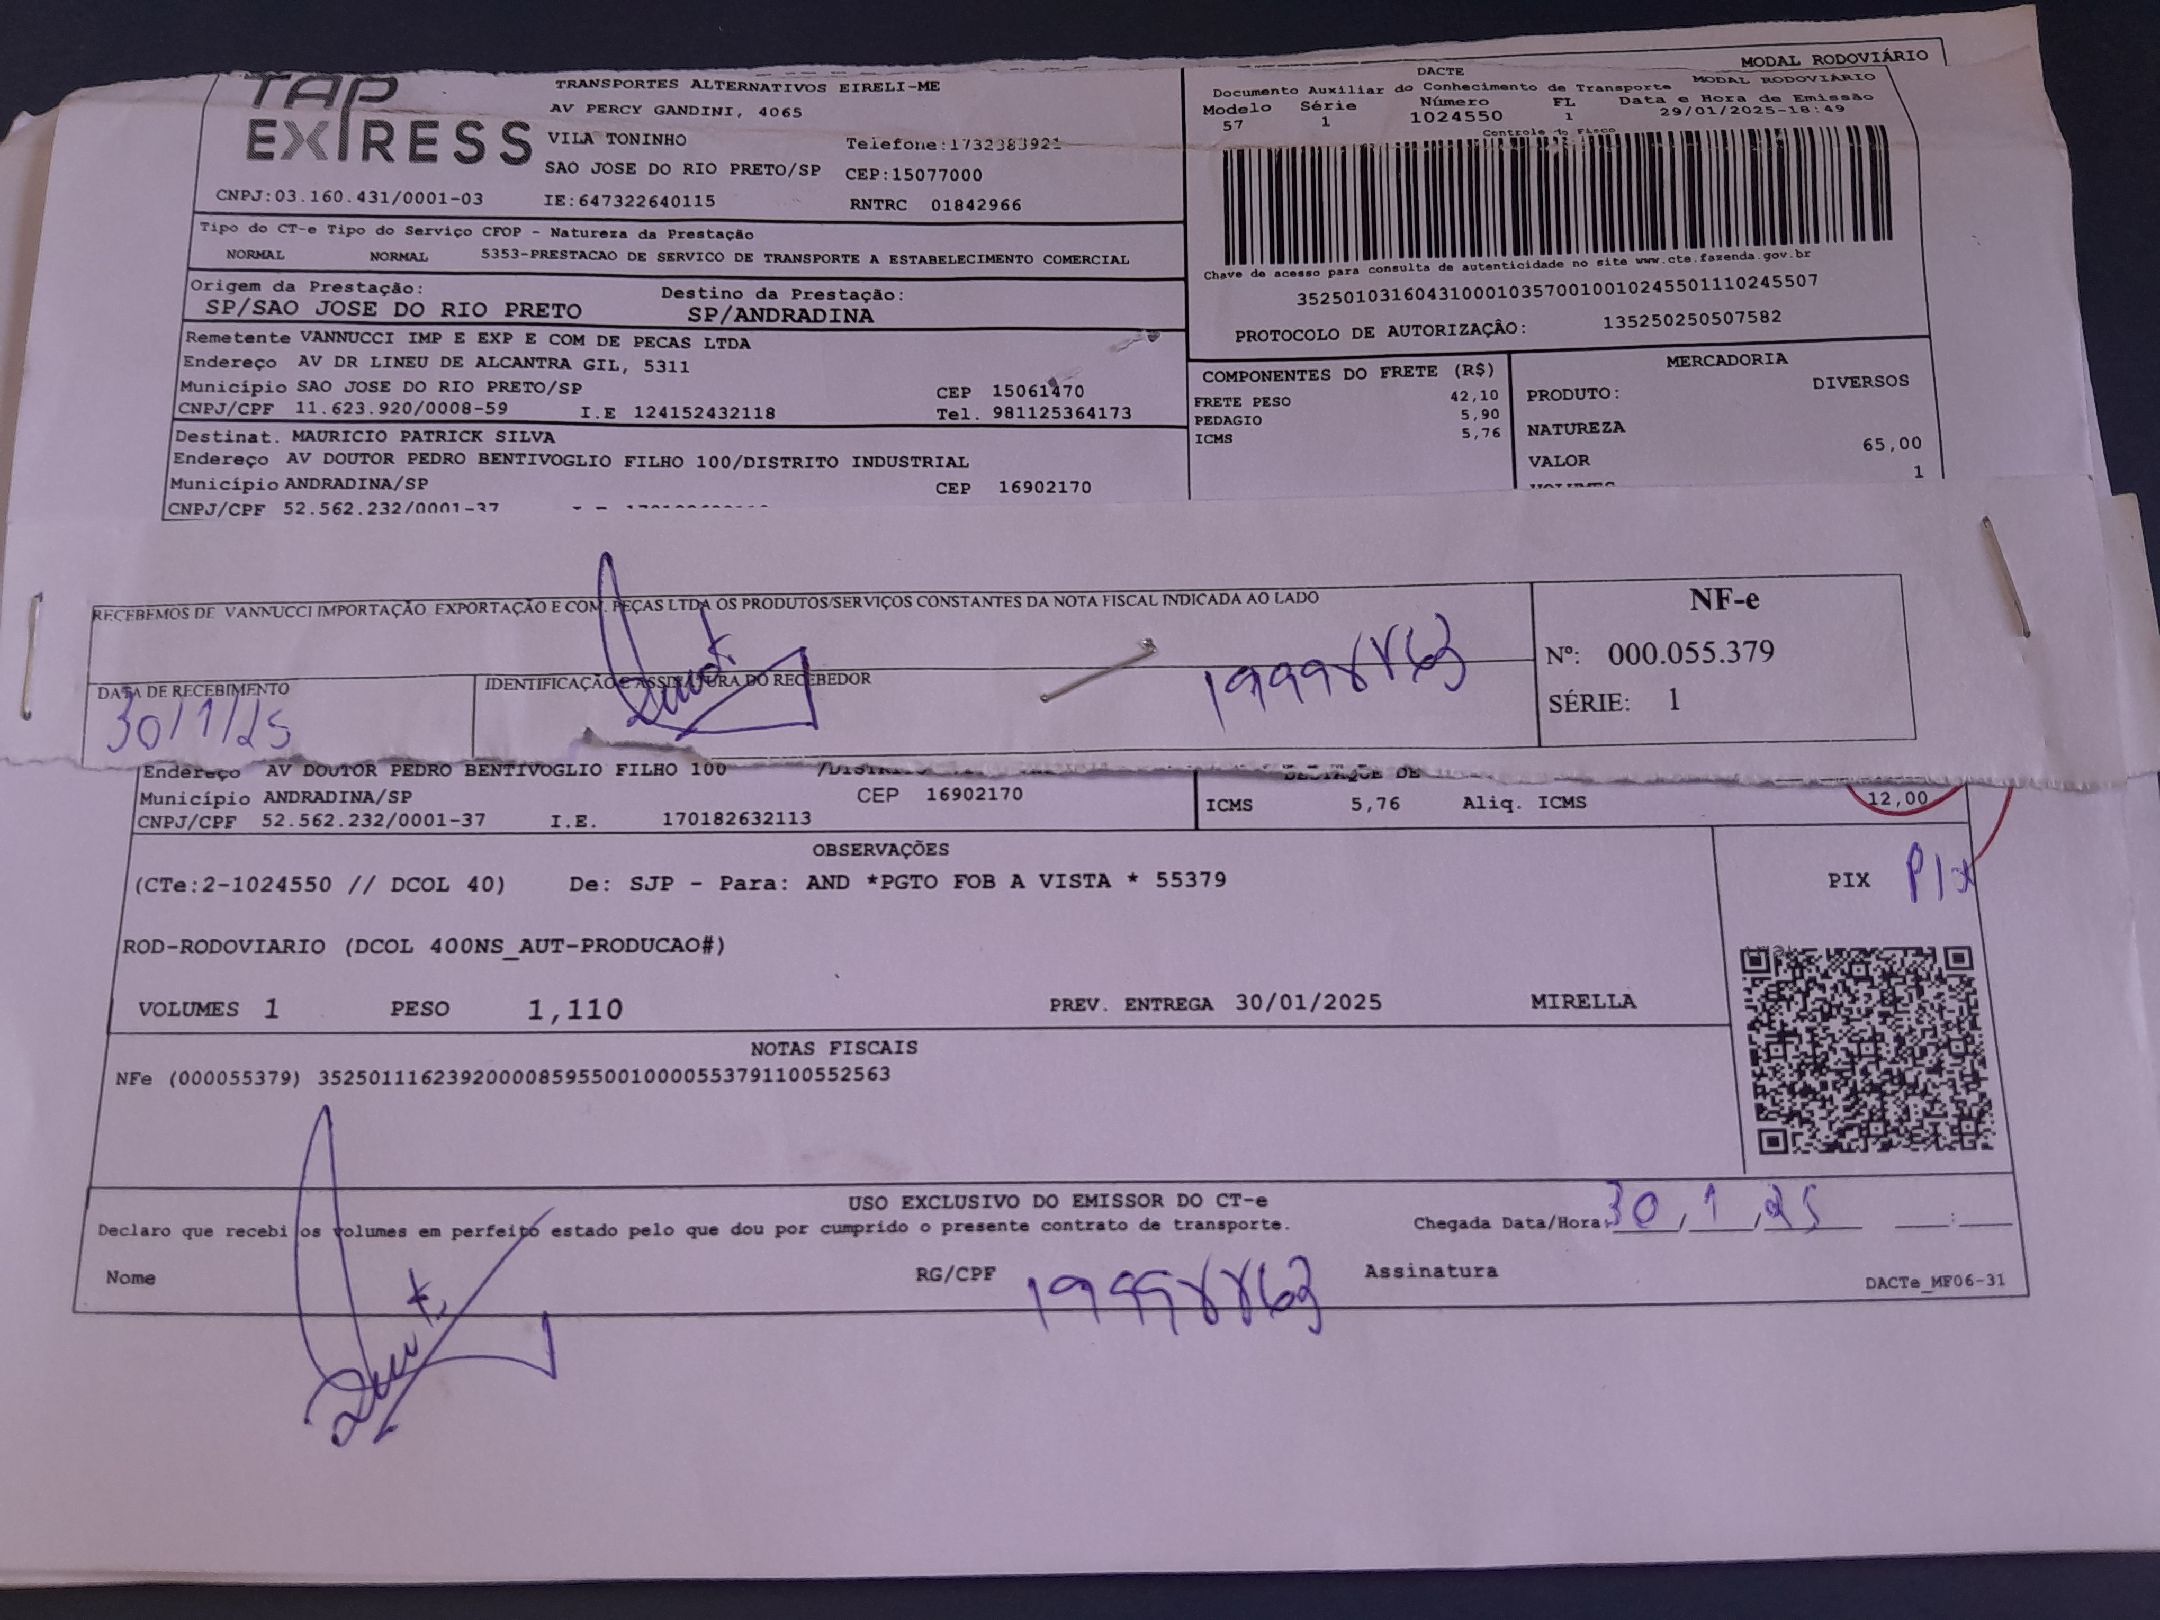 MODAL RODOVIÁRIO
TAP EXPRESS
TRANSPORTES ALTERNATIVOS EIRELI-ME
AV PERCY GANDINI, 4065
VILA TONINHO Telefone:1732383921
SAO JOSE DO RIO PRETO/SP CEP:15077000
CNPJ:03.160.431/0001-03 IE:647322640115 RNTRC 01842966
DACTE MODAL RODOVIÁRIO
Documento Auxiliar do Conhecimento de Transporte
Modelo Série Número FL Data e Hora de Emissão
57 1 1024550 1 29/01/2025-18:49
Controle do Fisco
Chave de acesso para consulta de autenticidade no site www.cte.fazenda.gov.br
35250103160431000103570010010245501110245507
PROTOCOLO DE AUTORIZAÇÂO: 135250250507582
Tipo do CT-e Tipo do Serviço CFOP - Natureza da Prestação
NORMAL NORMAL 5353-PRESTACAO DE SERVICO DE TRANSPORTE A ESTABELECIMENTO COMERCIAL
Origem da Prestação: Destino da Prestação:
SP/SAO JOSE DO RIO PRETO SP/ANDRADINA
Remetente VANNUCCI IMP E EXP E COM DE PECAS LTDA
Endereço AV DR LINEU DE ALCANTRA GIL, 5311
Município SAO JOSE DO RIO PRETO/SP CEP 15061470
CNPJ/CPF 11.623.920/0008-59 I.E 124152432118 Tel. 981125364173
Destinat. MAURICIO PATRICK SILVA
Endereço AV DOUTOR PEDRO BENTIVOGLIO FILHO 100/DISTRITO INDUSTRIAL
Município ANDRADINA/SP CEP 16902170
CNPJ/CPF 52.562.232/0001-37
COMPONENTES DO FRETE (R$)
FRETE PESO 42,10
PEDAGIO 5,90
ICMS 5,76
MERCADORIA
PRODUTO: DIVERSOS
NATUREZA
VALOR 65,00
VOLUMES 1
RECEBEMOS DE VANNUCCI IMPORTAÇÃO, EXPORTAÇÃO E COM. PEÇAS LTDA OS PRODUTOS/SERVIÇOS CONSTANTES DA NOTA FISCAL INDICADA AO LADO
DATA DE RECEBIMENTO IDENTIFICAÇÃO E ASSINATURA DO RECEBEDOR
30/1/25
NF-e
Nº: 000.055.379
SÉRIE: 1
Endereço AV DOUTOR PEDRO BENTIVOGLIO FILHO 100
Município ANDRADINA/SP CEP 16902170
CNPJ/CPF 52.562.232/0001-37 I.E. 170182632113
DESTAQUE DE
ICMS 5,76 Aliq. ICMS 12,00
OBSERVAÇÕES
(CTe:2-1024550 // DCOL 40) De: SJP - Para: AND *PGTO FOB A VISTA * 55379
PIX Pix
ROD-RODOVIARIO (DCOL 400NS_AUT-PRODUCAO#)
VOLUMES 1 PESO 1,110 PREV. ENTREGA 30/01/2025 MIRELLA
NOTAS FISCAIS
NFe (000055379) 35250111623920000859550010000553791100552563
USO EXCLUSIVO DO EMISSOR DO CT-e
Declaro que recebi os volumes em perfeito estado pelo que dou por cumprido o presente contrato de transporte. Chegada Data/Hora: 30/1/25 __:__
Nome RG/CPF Assinatura
DACTe_MF06-31